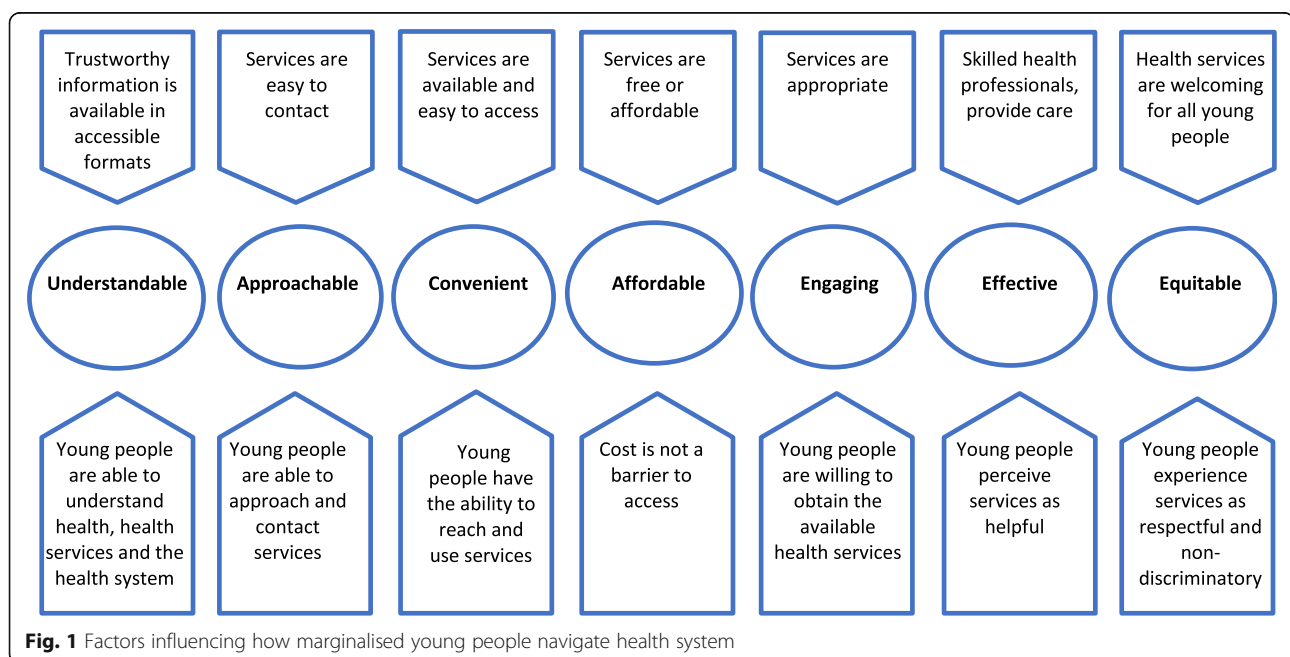 Trustworthy
information is
available in
accessible
formats
Services are
easy to
contact
Services are
available and
easy to access
Services are
free or
affordable
Services are
appropriate
Skilled health
professionals,
provide care
Health services
are welcoming
for all young
people
Understandable
Approachable
Convenient
Affordable
Engaging
Effective
Equitable
Young people
are able to
understand
health, health
services and the
health system
Young people
are able to
approach and
contact
services
Young
people have
the ability to
reach and
use services
Cost is not a
barrier to
access
Young people
are willing to
obtain the
available
health services
Young people
perceive
services as
helpful
Young people
experience
services as
respectful and
non-
discriminatory
Fig. 1 Factors influencing how marginalised young people navigate health system